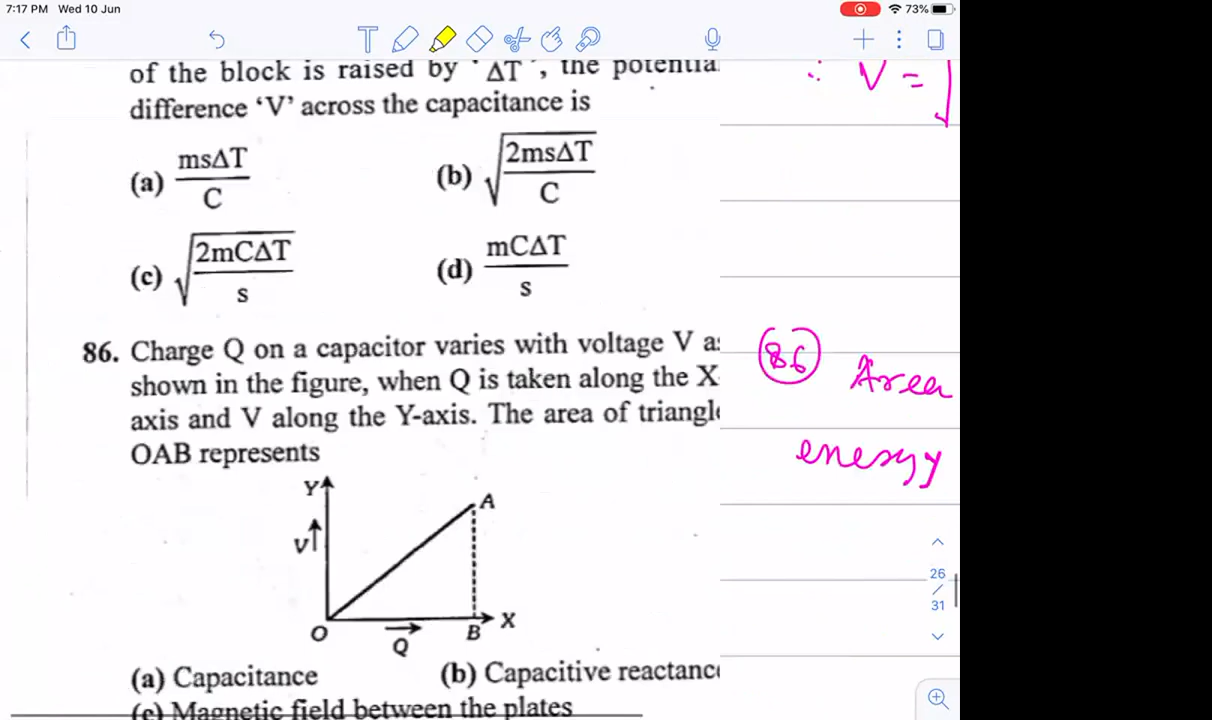 7:17 PM Wed 10 Jun
73%
T
of the block is raised by 'ΔT', the potentia
difference 'V' across the capacitance is
∴ V = √
(a) msΔT / C
(b) √(2msΔT / C)
(c) √(2mCΔT / s)
(d) mCΔT / s
86. Charge Q on a capacitor varies with voltage V as
shown in the figure, when Q is taken along the X
axis and V along the Y-axis. The area of triangle
OAB represents
86 Area
energy
Y
A
V
O
Q
B
X
26
/
31
(a) Capacitance
(b) Capacitive reactance
(c) Magnetic field between the plates